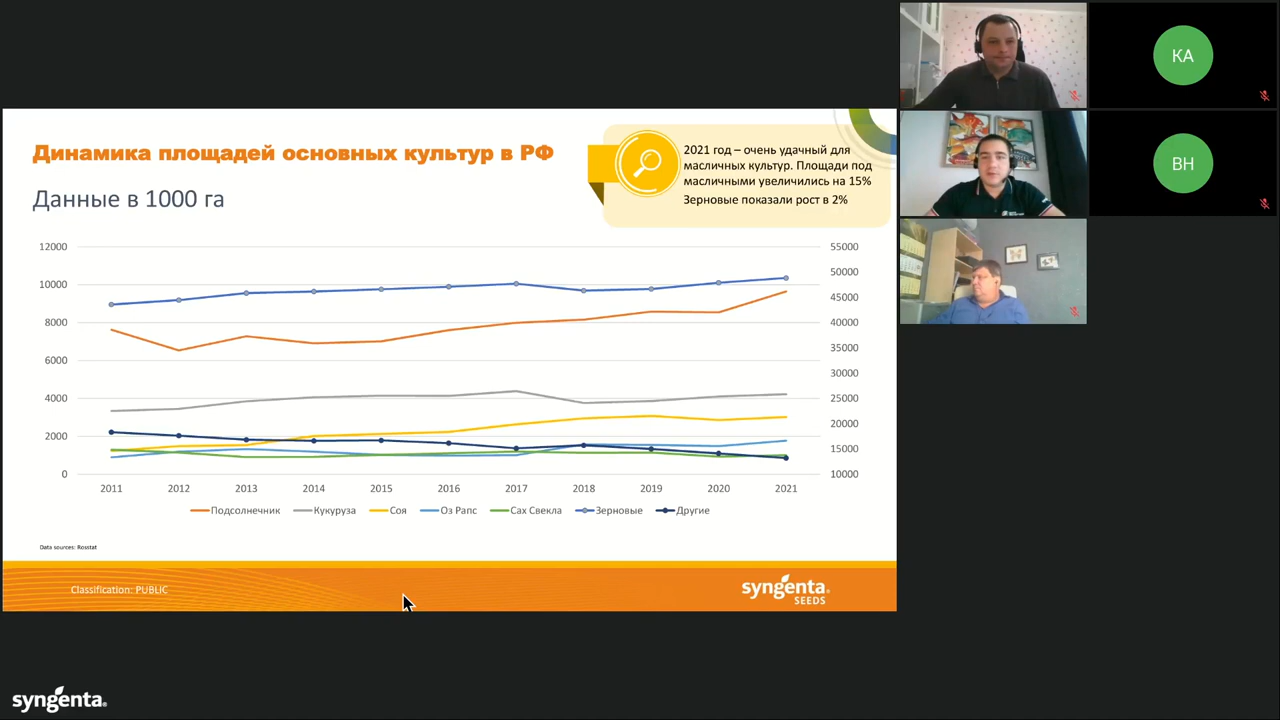 Динамика площадей основных культур в РФ
Данные в 1000 га
2021 год – очень удачный для
масличных культур. Площади под
масличными увеличились на 15%
Зерновые показали рост в 2%
12000
10000
8000
6000
4000
2000
0
55000
50000
45000
40000
35000
30000
25000
20000
15000
10000
2011 2012 2013 2014 2015 2016 2017 2018 2019 2020 2021
Подсолнечник Кукуруза Соя Оз Рапс Сах Свекла Зерновые Другие
Data sources: Rosstat
Classification: PUBLIC
syngenta
SEEDS
KA
BH
syngenta